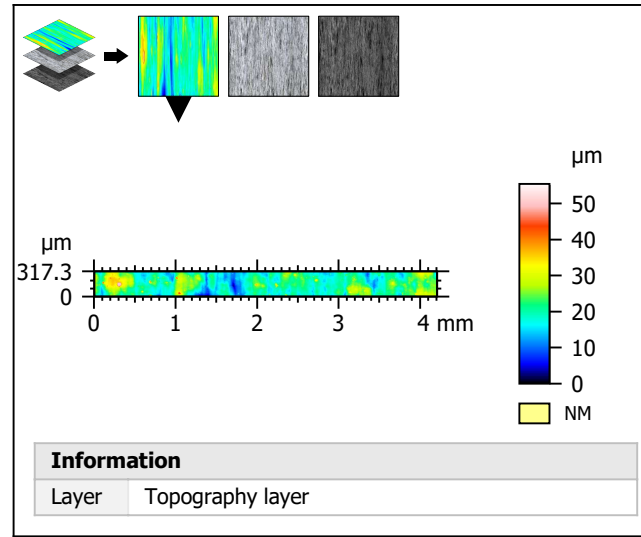 µm
50
40
30
20
10
0
NM
µm
317.3
0
0 1 2 3 4 mm
Information
Layer Topography layer